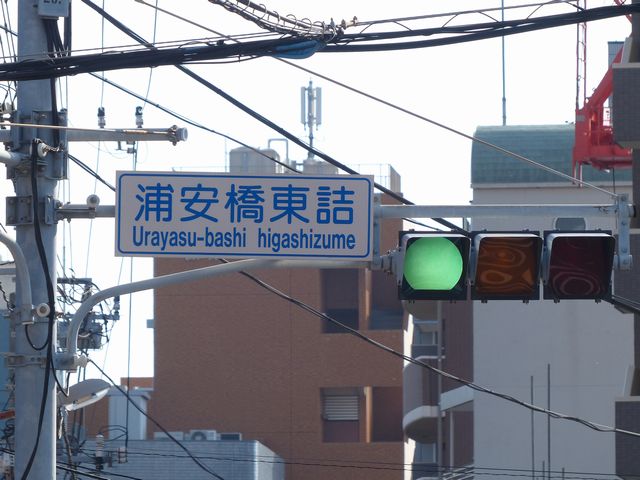 浦安橋東詰
Urayasu-bashi higashizume